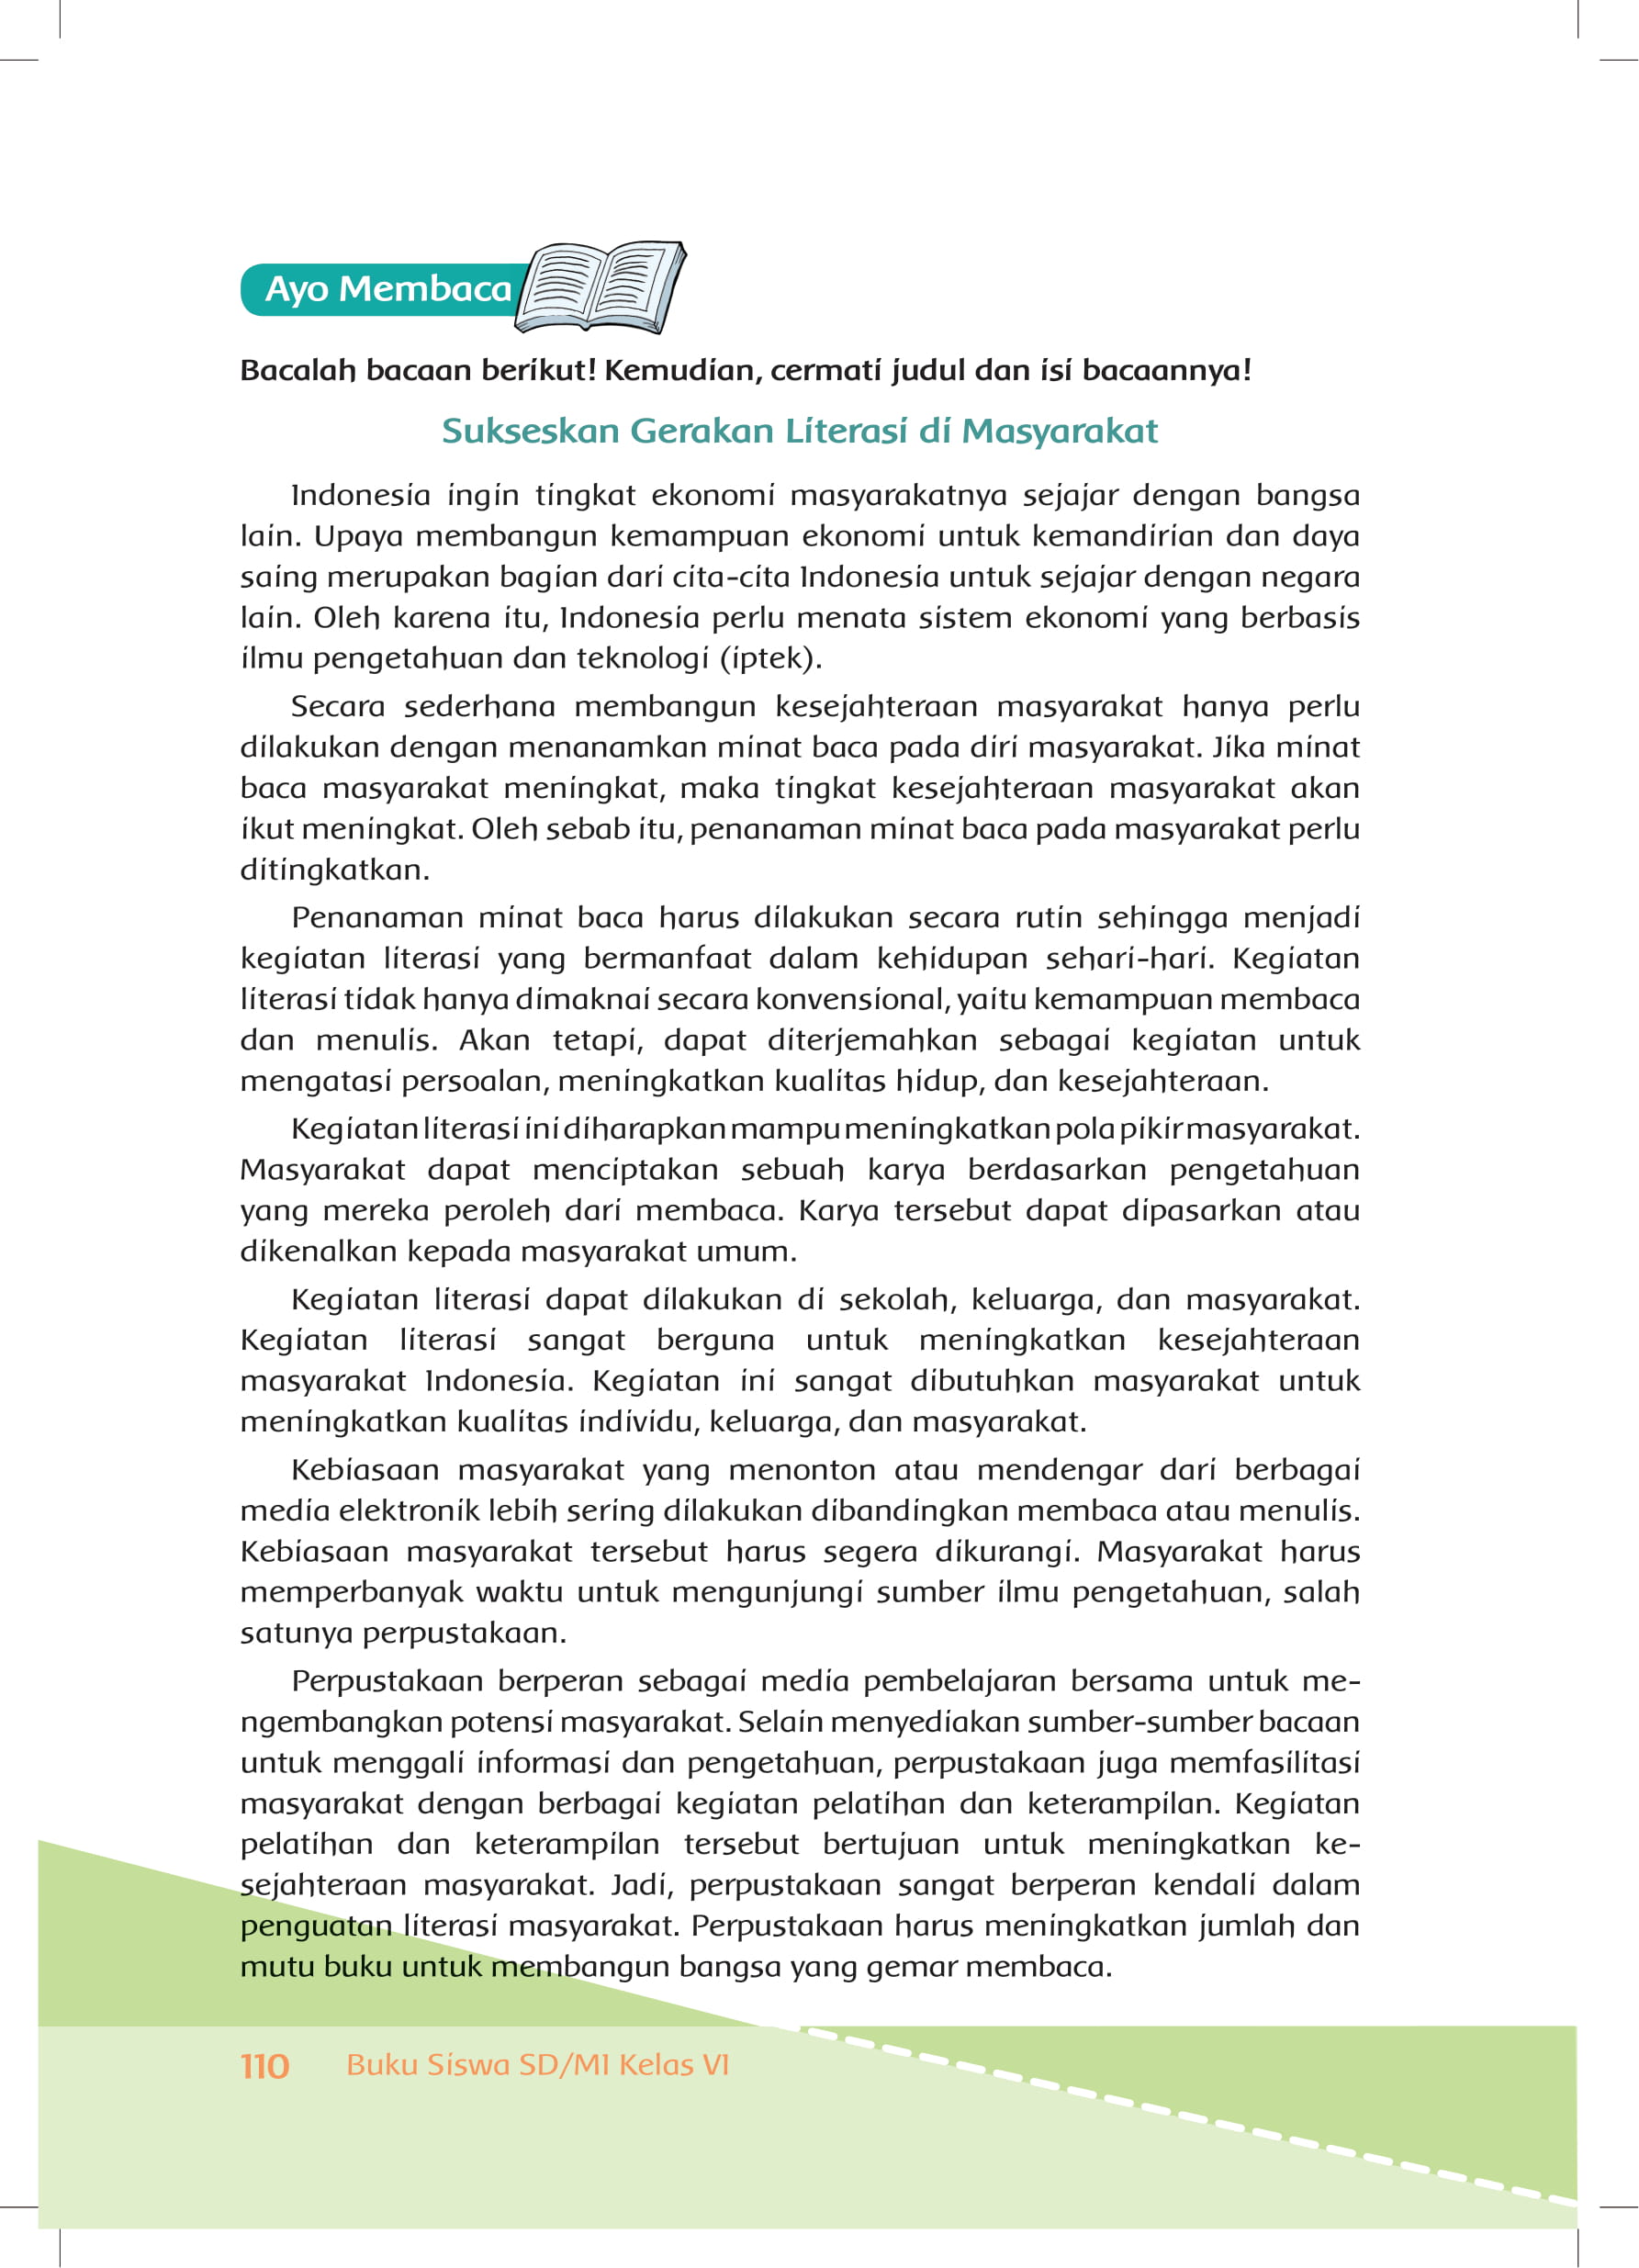 Ayo Membaca
Bacalah bacaan berikut! Kemudian, cermati judul dan isi bacaannya!
Sukseskan Gerakan Literasi di Masyarakat
Indonesia ingin tingkat ekonomi masyarakatnya sejajar dengan bangsa
lain. Upaya membangun kemampuan ekonomi untuk kemandirian dan daya
saing merupakan bagian dari cita-cita Indonesia untuk sejajar dengan negara
lain. Oleh karena itu, Indonesia perlu menata sistem ekonomi yang berbasis
ilmu pengetahuan dan teknologi (iptek).
Secara sederhana membangun kesejahteraan masyarakat hanya perlu
dilakukan dengan menanamkan minat baca pada diri masyarakat. Jika minat
baca masyarakat meningkat, maka tingkat kesejahteraan masyarakat akan
ikut meningkat. Oleh sebab itu, penanaman minat baca pada masyarakat perlu
ditingkatkan.
Penanaman minat baca harus dilakukan secara rutin sehingga menjadi
kegiatan literasi yang bermanfaat dalam kehidupan sehari-hari. Kegiatan
literasi tidak hanya dimaknai secara konvensional, yaitu kemampuan membaca
dan menulis. Akan tetapi, dapat diterjemahkan sebagai kegiatan untuk
mengatasi persoalan, meningkatkan kualitas hidup, dan kesejahteraan.
Kegiatan literasi ini diharapkan mampu meningkatkan pola pikir masyarakat.
Masyarakat dapat menciptakan sebuah karya berdasarkan pengetahuan
yang mereka peroleh dari membaca. Karya tersebut dapat dipasarkan atau
dikenalkan kepada masyarakat umum.
Kegiatan literasi dapat dilakukan di sekolah, keluarga, dan masyarakat.
Kegiatan literasi sangat berguna untuk meningkatkan kesejahteraan
masyarakat Indonesia. Kegiatan ini sangat dibutuhkan masyarakat untuk
meningkatkan kualitas individu, keluarga, dan masyarakat.
Kebiasaan masyarakat yang menonton atau mendengar dari berbagai
media elektronik lebih sering dilakukan dibandingkan membaca atau menulis.
Kebiasaan masyarakat tersebut harus segera dikurangi. Masyarakat harus
memperbanyak waktu untuk mengunjungi sumber ilmu pengetahuan, salah
satunya perpustakaan.
Perpustakaan berperan sebagai media pembelajaran bersama untuk me-
ngembangkan potensi masyarakat. Selain menyediakan sumber-sumber bacaan
untuk menggali informasi dan pengetahuan, perpustakaan juga memfasilitasi
masyarakat dengan berbagai kegiatan pelatihan dan keterampilan. Kegiatan
pelatihan dan keterampilan tersebut bertujuan untuk meningkatkan ke-
sejahteraan masyarakat. Jadi, perpustakaan sangat berperan kendali dalam
penguatan literasi masyarakat. Perpustakaan harus meningkatkan jumlah dan
mutu buku untuk membangun bangsa yang gemar membaca.
110 Buku Siswa SD/MI Kelas VI